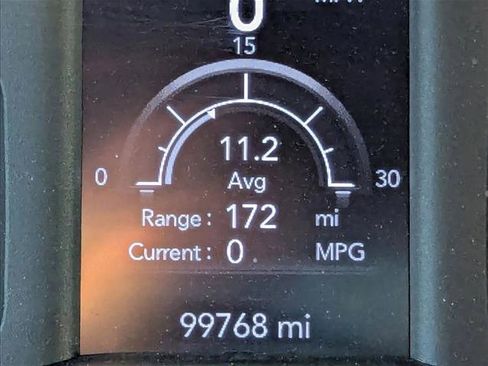 0
15
11.2
0 Avg 30
Range: 172 mi
Current: 0 MPG
99768 mi